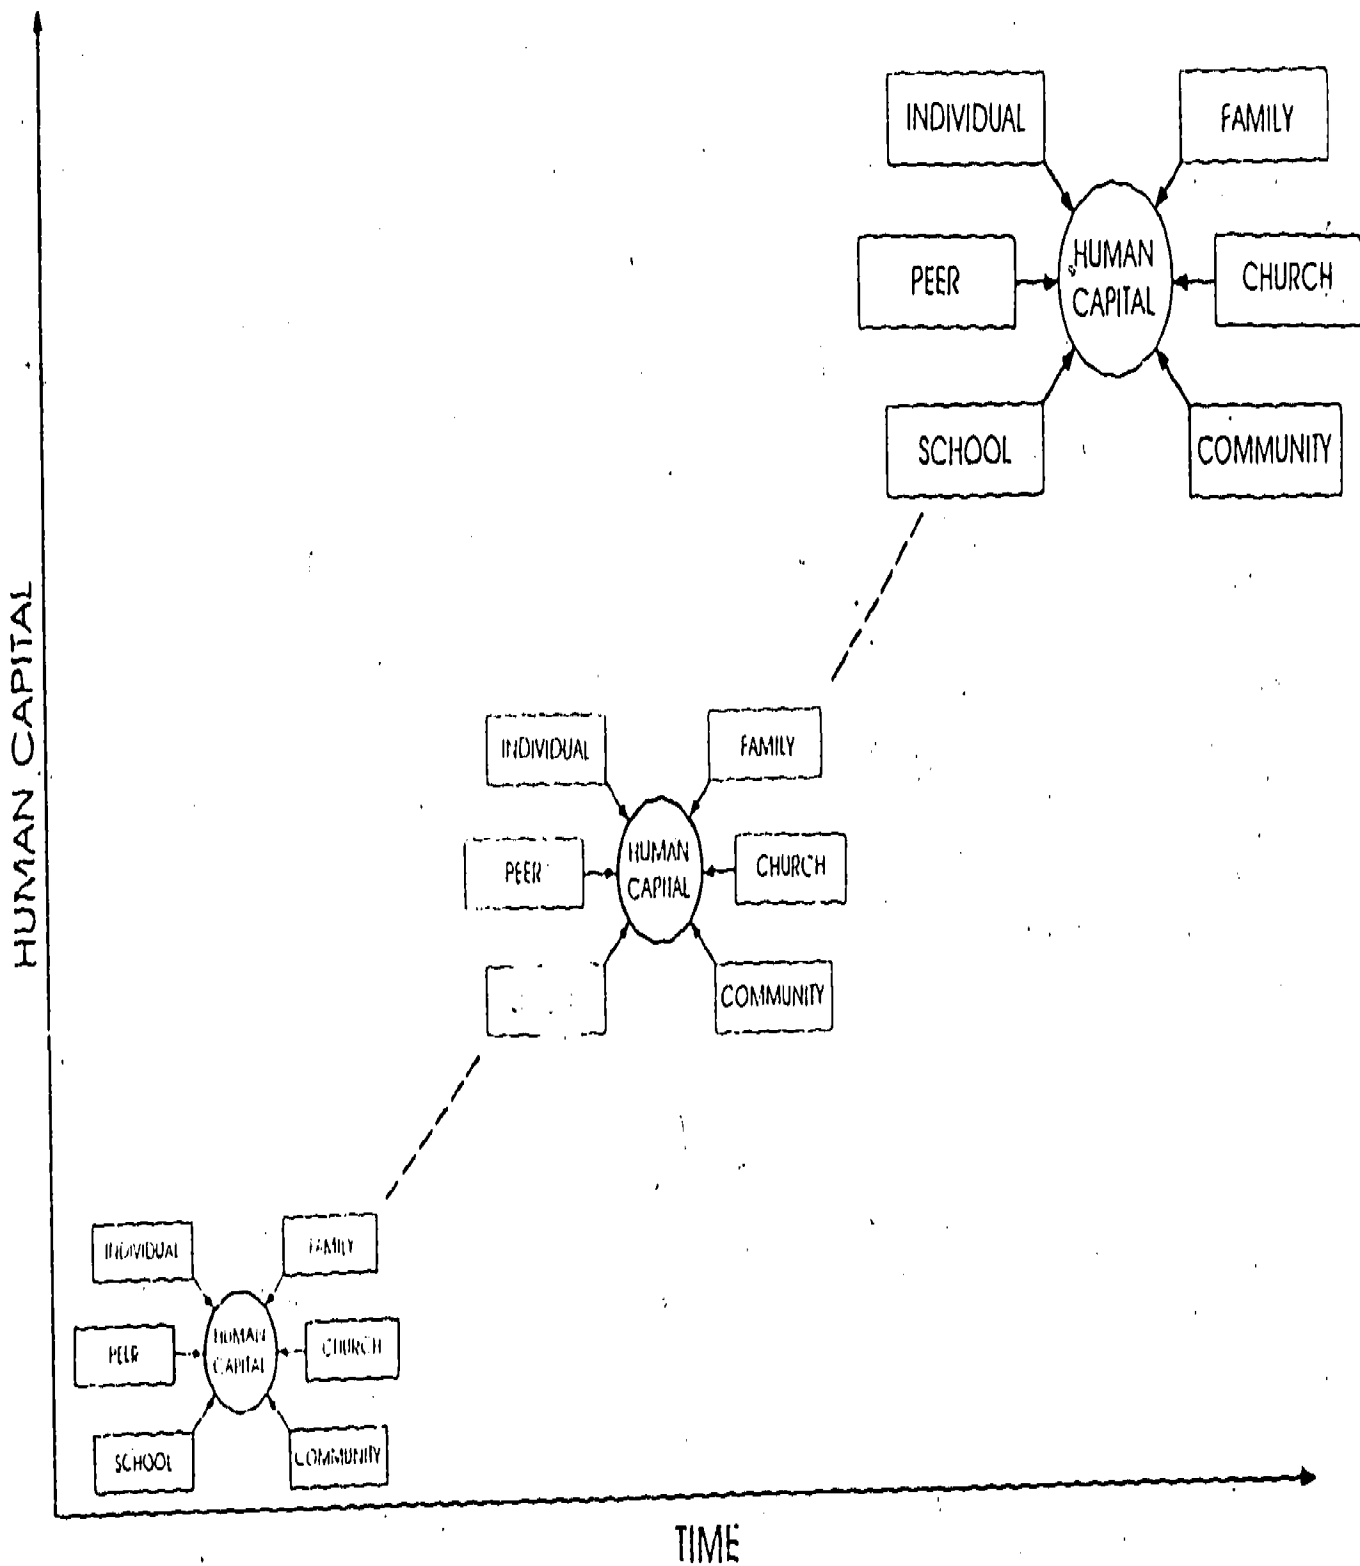 INDIVIDUAL
FAMILY
PEER
HUMAN
CAPITAL
CHURCH
SCHOOL
COMMUNITY
HUMAN CAPITAL
INDIVIDUAL
FAMILY
PEER
HUMAN
CAPITAL
CHURCH
COMMUNITY
INDIVIDUAL
FAMILY
PEER
HUMAN
CAPITAL
CHURCH
SCHOOL
COMMUNITY
TIME